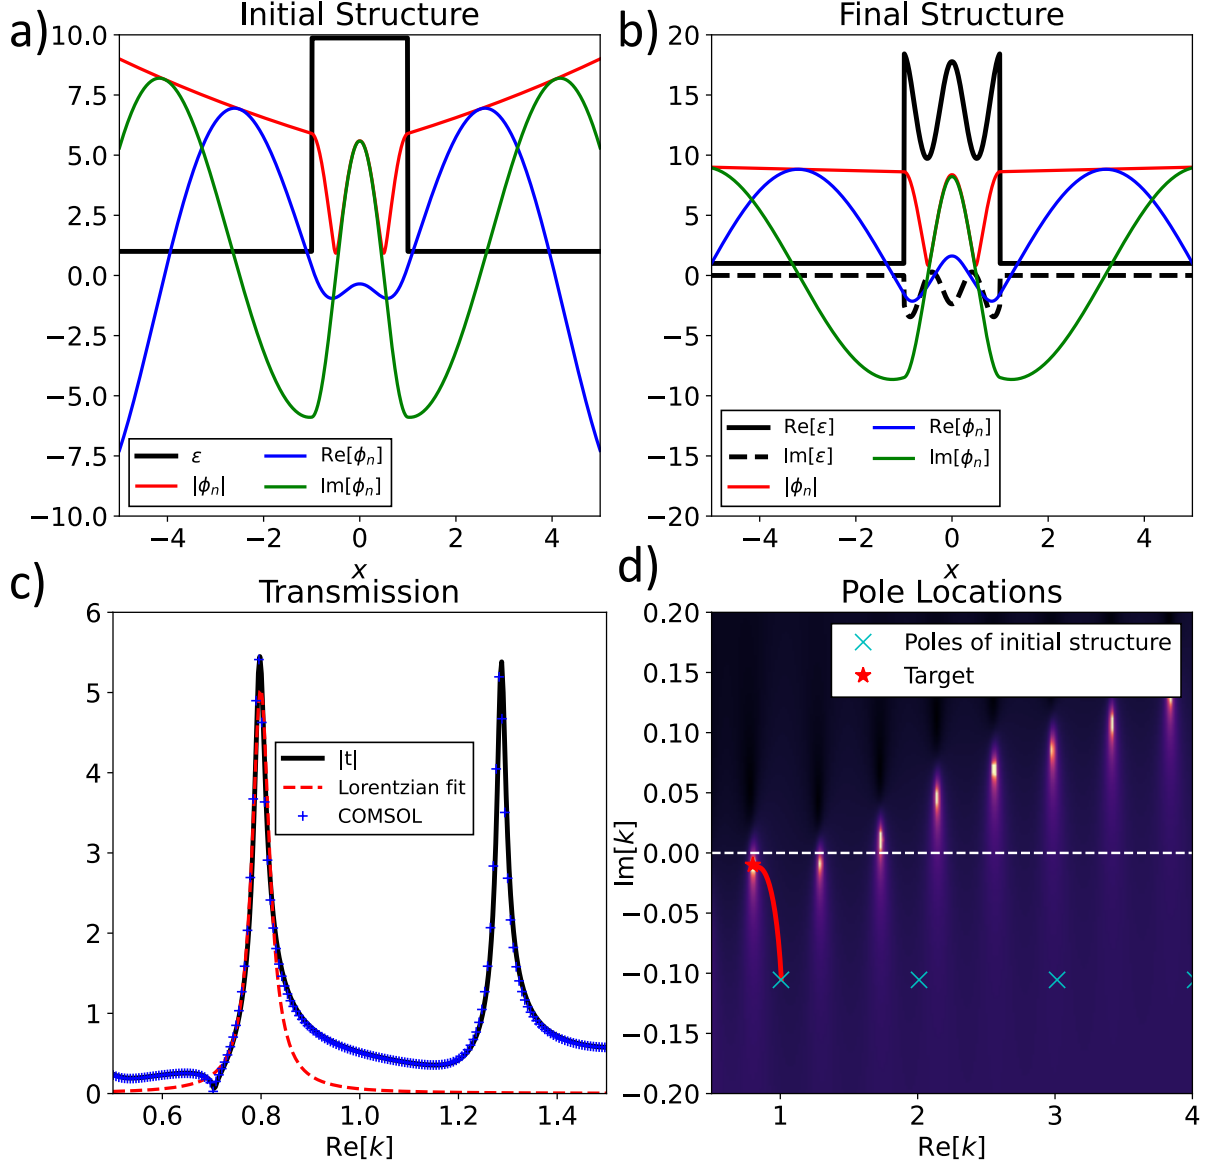 a)
Initial Structure
10.0
7.5
5.0
2.5
0.0
−2.5
−5.0
−7.5
−10.0
ε
|ϕn|
Re[ϕn]
Im[ϕn]
−4
−2
0
2
4
x
b)
Final Structure
20
15
10
5
0
−5
−10
−15
−20
Re[ε]
Im[ε]
|ϕn|
Re[ϕn]
Im[ϕn]
−4
−2
0
2
4
x
c)
Transmission
6
5
4
3
2
1
0
|t|
Lorentzian fit
COMSOL
0.6
0.8
1.0
1.2
1.4
Re[k]
d)
Pole Locations
Im[k]
0.20
0.15
0.10
0.05
0.00
−0.05
−0.10
−0.15
−0.20
Poles of initial structure
Target
1
2
3
4
Re[k]